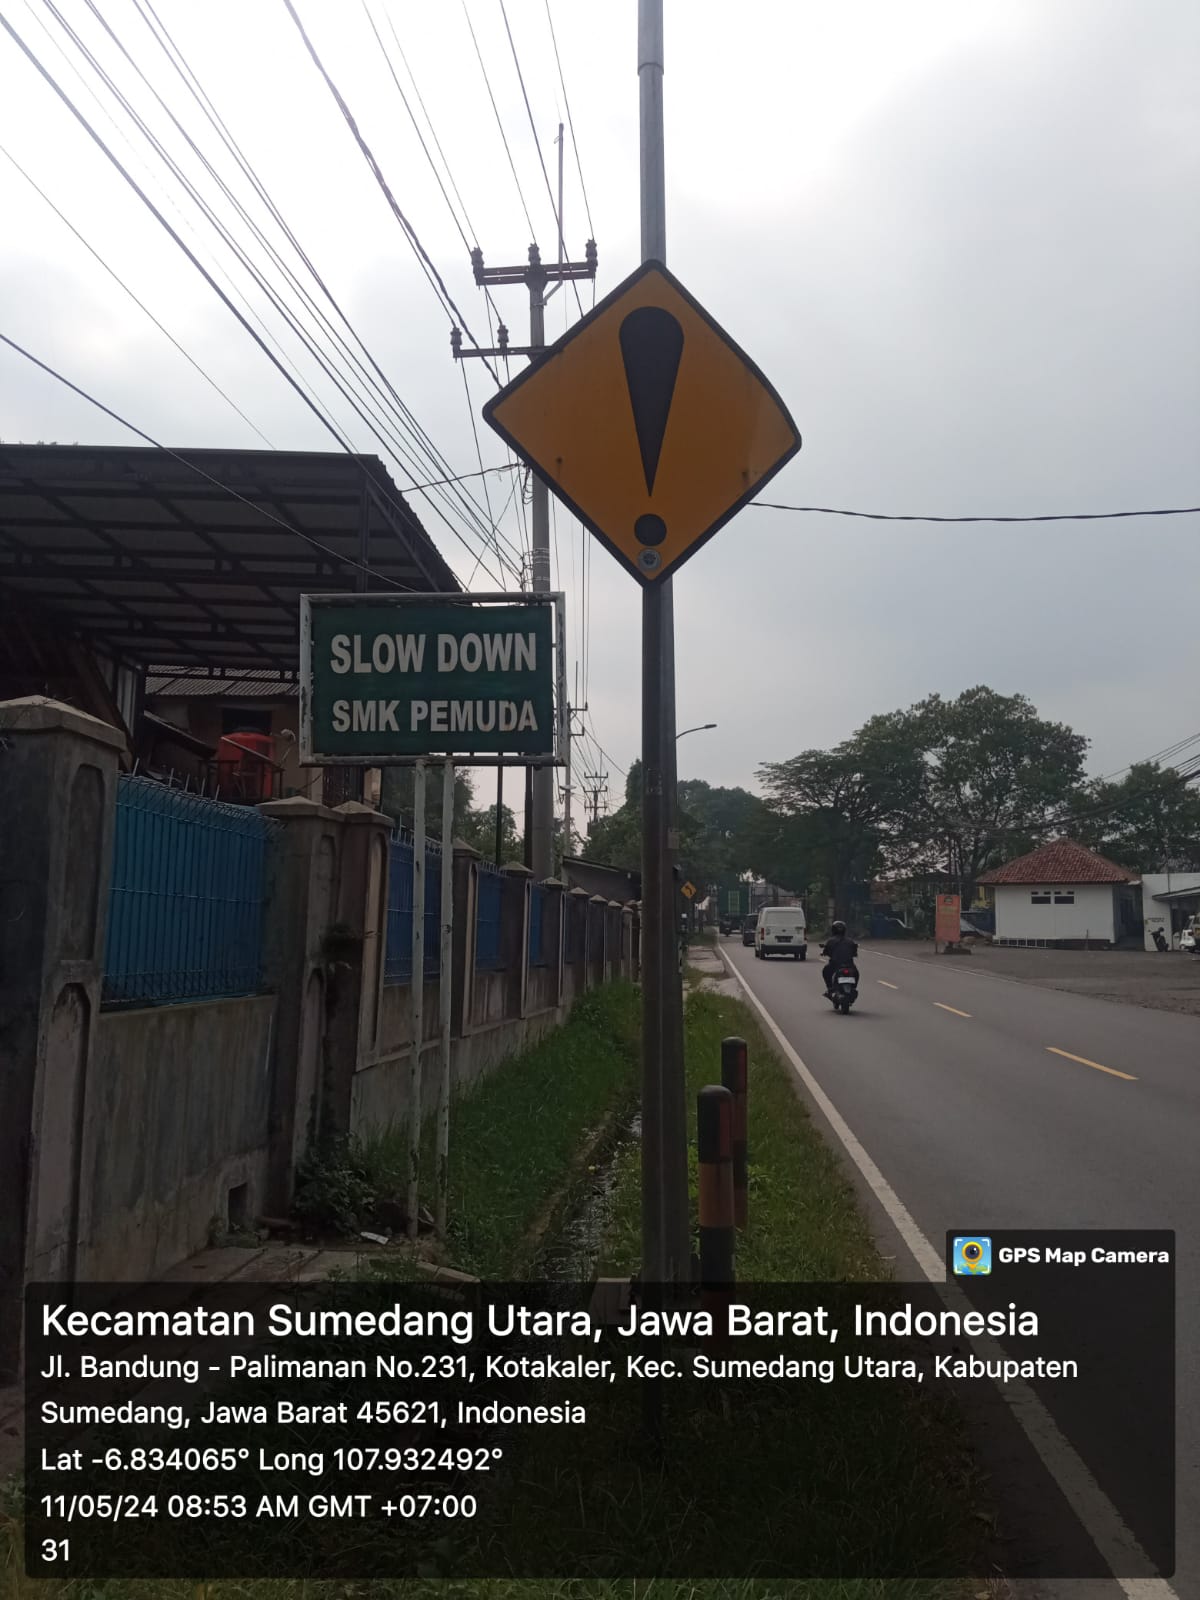 SLOW DOWN
SMK PEMUDA
GPS Map Camera
Kecamatan Sumedang Utara, Jawa Barat, Indonesia
Jl. Bandung - Palimanan No.231, Kotakaler, Kec. Sumedang Utara, Kabupaten
Sumedang, Jawa Barat 45621, Indonesia
Lat -6.834065° Long 107.932492°
11/05/24 08:53 AM GMT +07:00
31